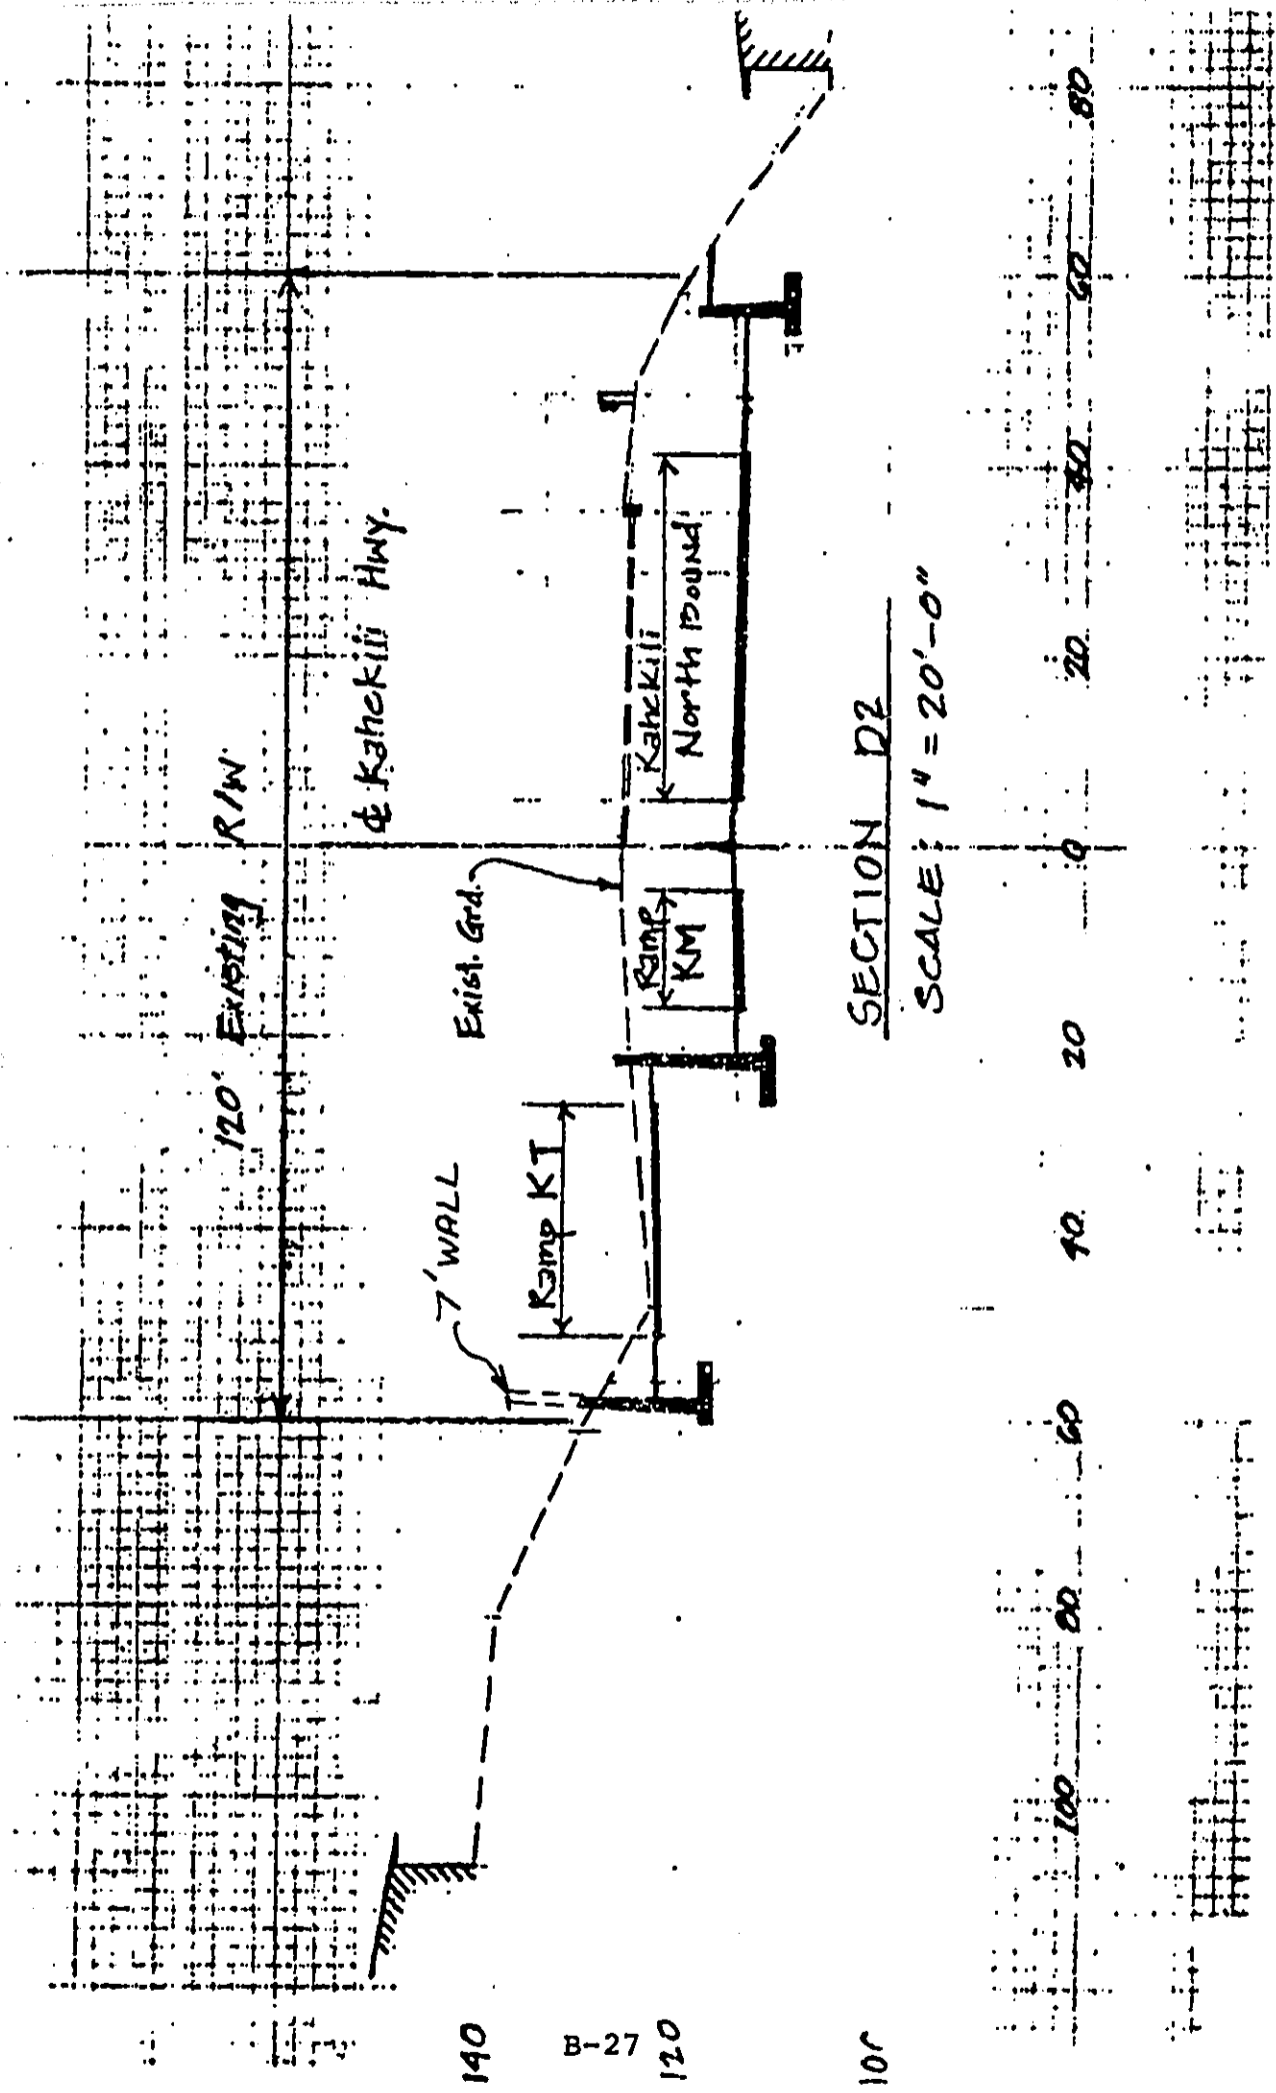 120' Existing R/W
℄ Kahekili Hwy.
Exist. Grd.
7' WALL
Ramp KT
Ramp
KM
Kahekili
North Bound
140
120
10
SECTION D2
SCALE: 1" = 20'-0"
100 80 60 40 20 0 20 40 60 80
B-27